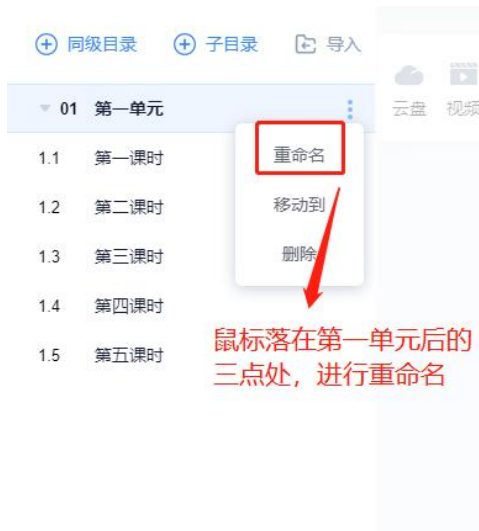 同级目录 子目录 导入
云盘 视频
01 第一单元
1.1 第一课时 重命名
1.2 第二课时 移动到
1.3 第三课时 删除
1.4 第四课时
1.5 第五课时
鼠标落在第一单元后的
三点处，进行重命名